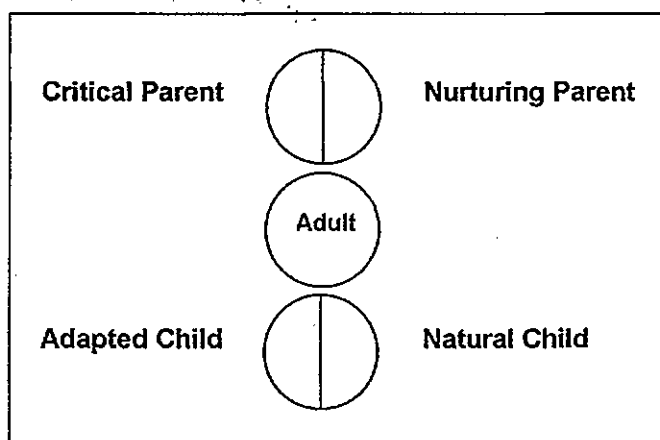 Critical Parent Nurturing Parent
Adult
Adapted Child Natural Child